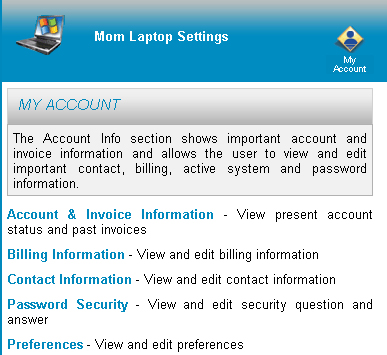 Mom Laptop Settings
My
Account
MY ACCOUNT
The Account Info section shows important account and
invoice information and allows the user to view and edit
important contact, billing, active system and password
information.
Account & Invoice Information - View present account
status and past invoices
Billing Information - View and edit billing information
Contact Information - View and edit contact information
Password Security - View and edit security question and
answer
Preferences - View and edit preferences